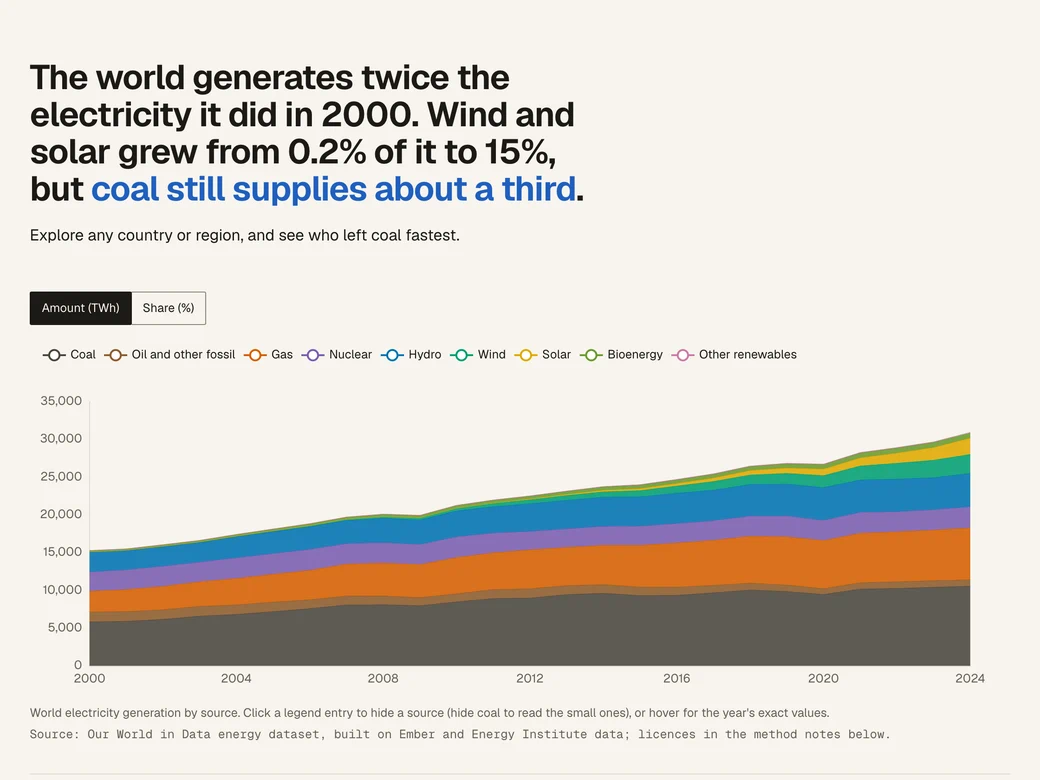 The world generates twice the
electricity it did in 2000. Wind and
solar grew from 0.2% of it to 15%,
but coal still supplies about a third.
Explore any country or region, and see who left coal fastest.
Amount (TWh) Share (%)
Coal Oil and other fossil Gas Nuclear Hydro Wind Solar Bioenergy Other renewables
35,000
30,000
25,000
20,000
15,000
10,000
5,000
0
2000 2004 2008 2012 2016 2020 2024
World electricity generation by source. Click a legend entry to hide a source (hide coal to read the small ones), or hover for the year's exact values.
Source: Our World in Data energy dataset, built on Ember and Energy Institute data; licences in the method notes below.